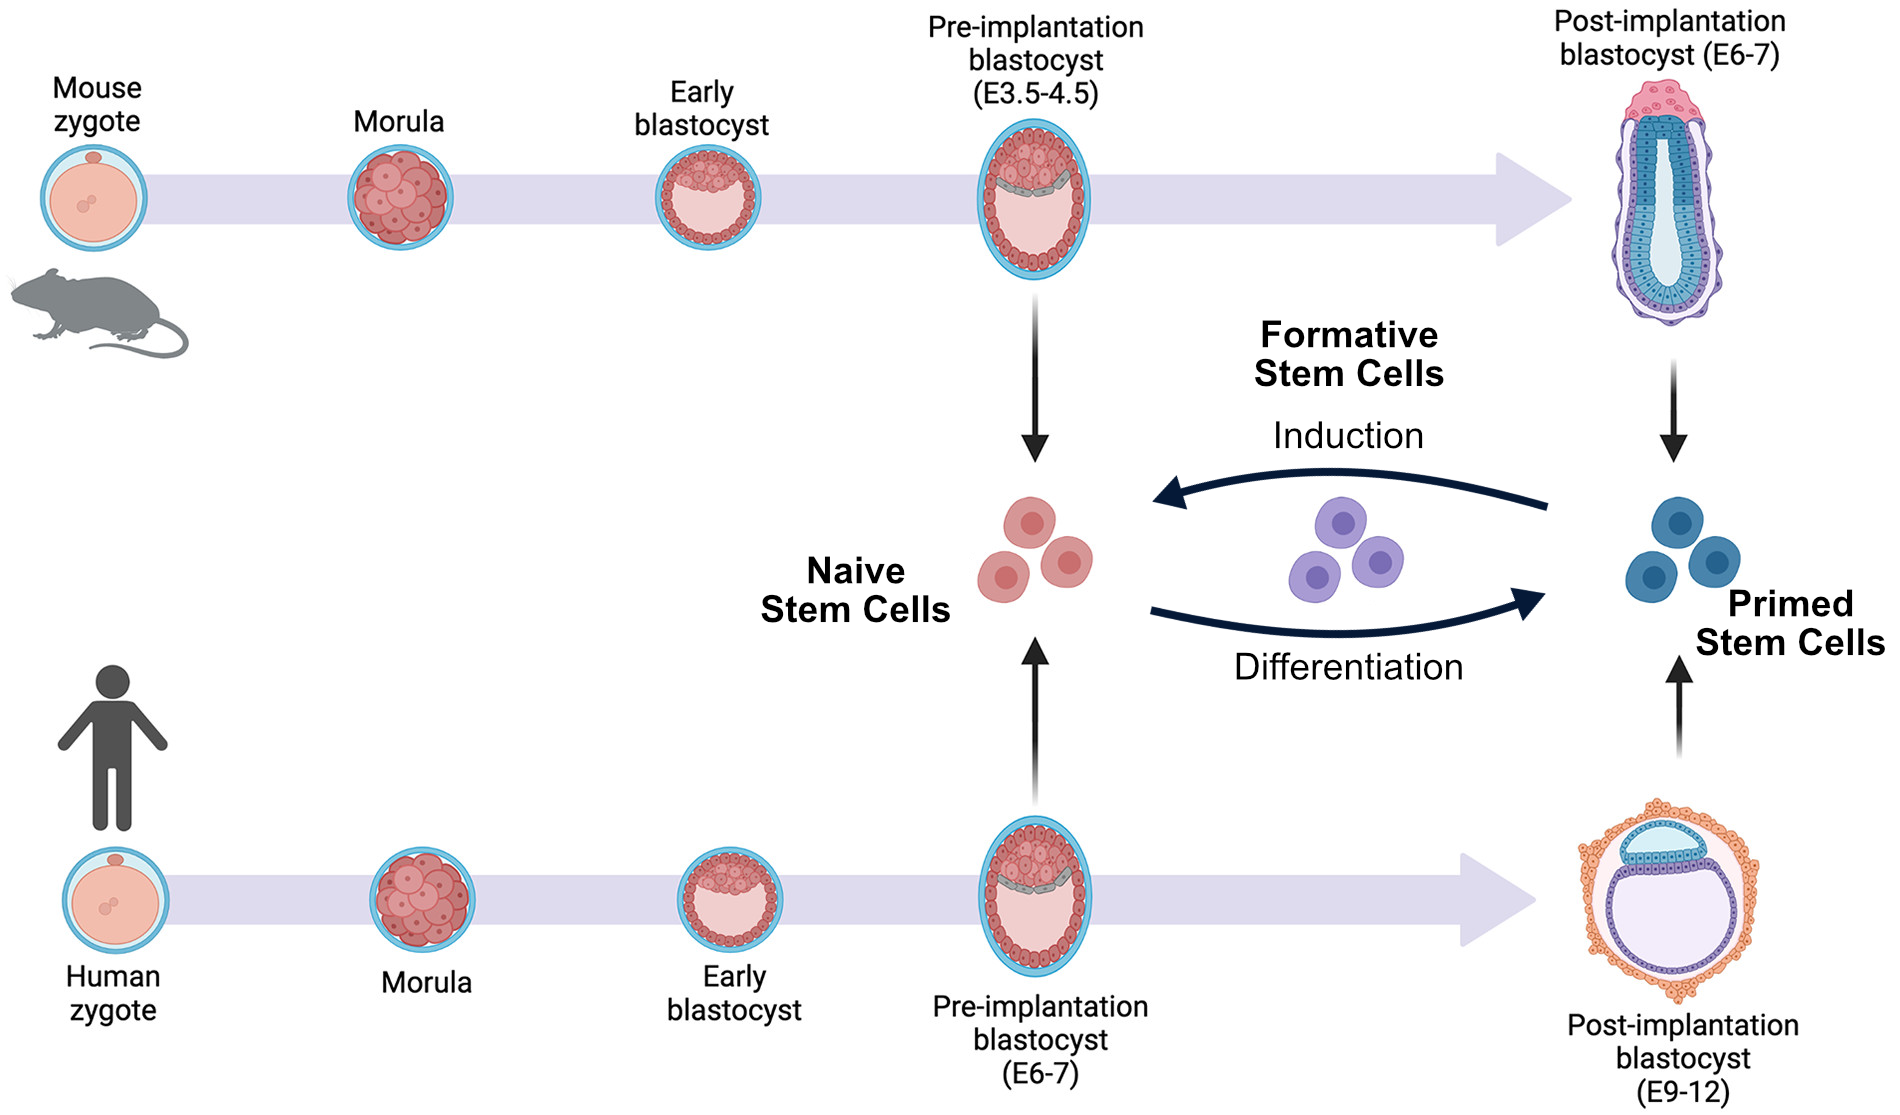 Mouse
zygote
Morula
Early
blastocyst
Pre-implantation
blastocyst
(E3.5-4.5)
Post-implantation
blastocyst (E6-7)
Formative
Stem Cells
Induction
Naive
Stem Cells
Primed
Stem Cells
Differentiation
Human
zygote
Morula
Early
blastocyst
Pre-implantation
blastocyst
(E6-7)
Post-implantation
blastocyst
(E9-12)